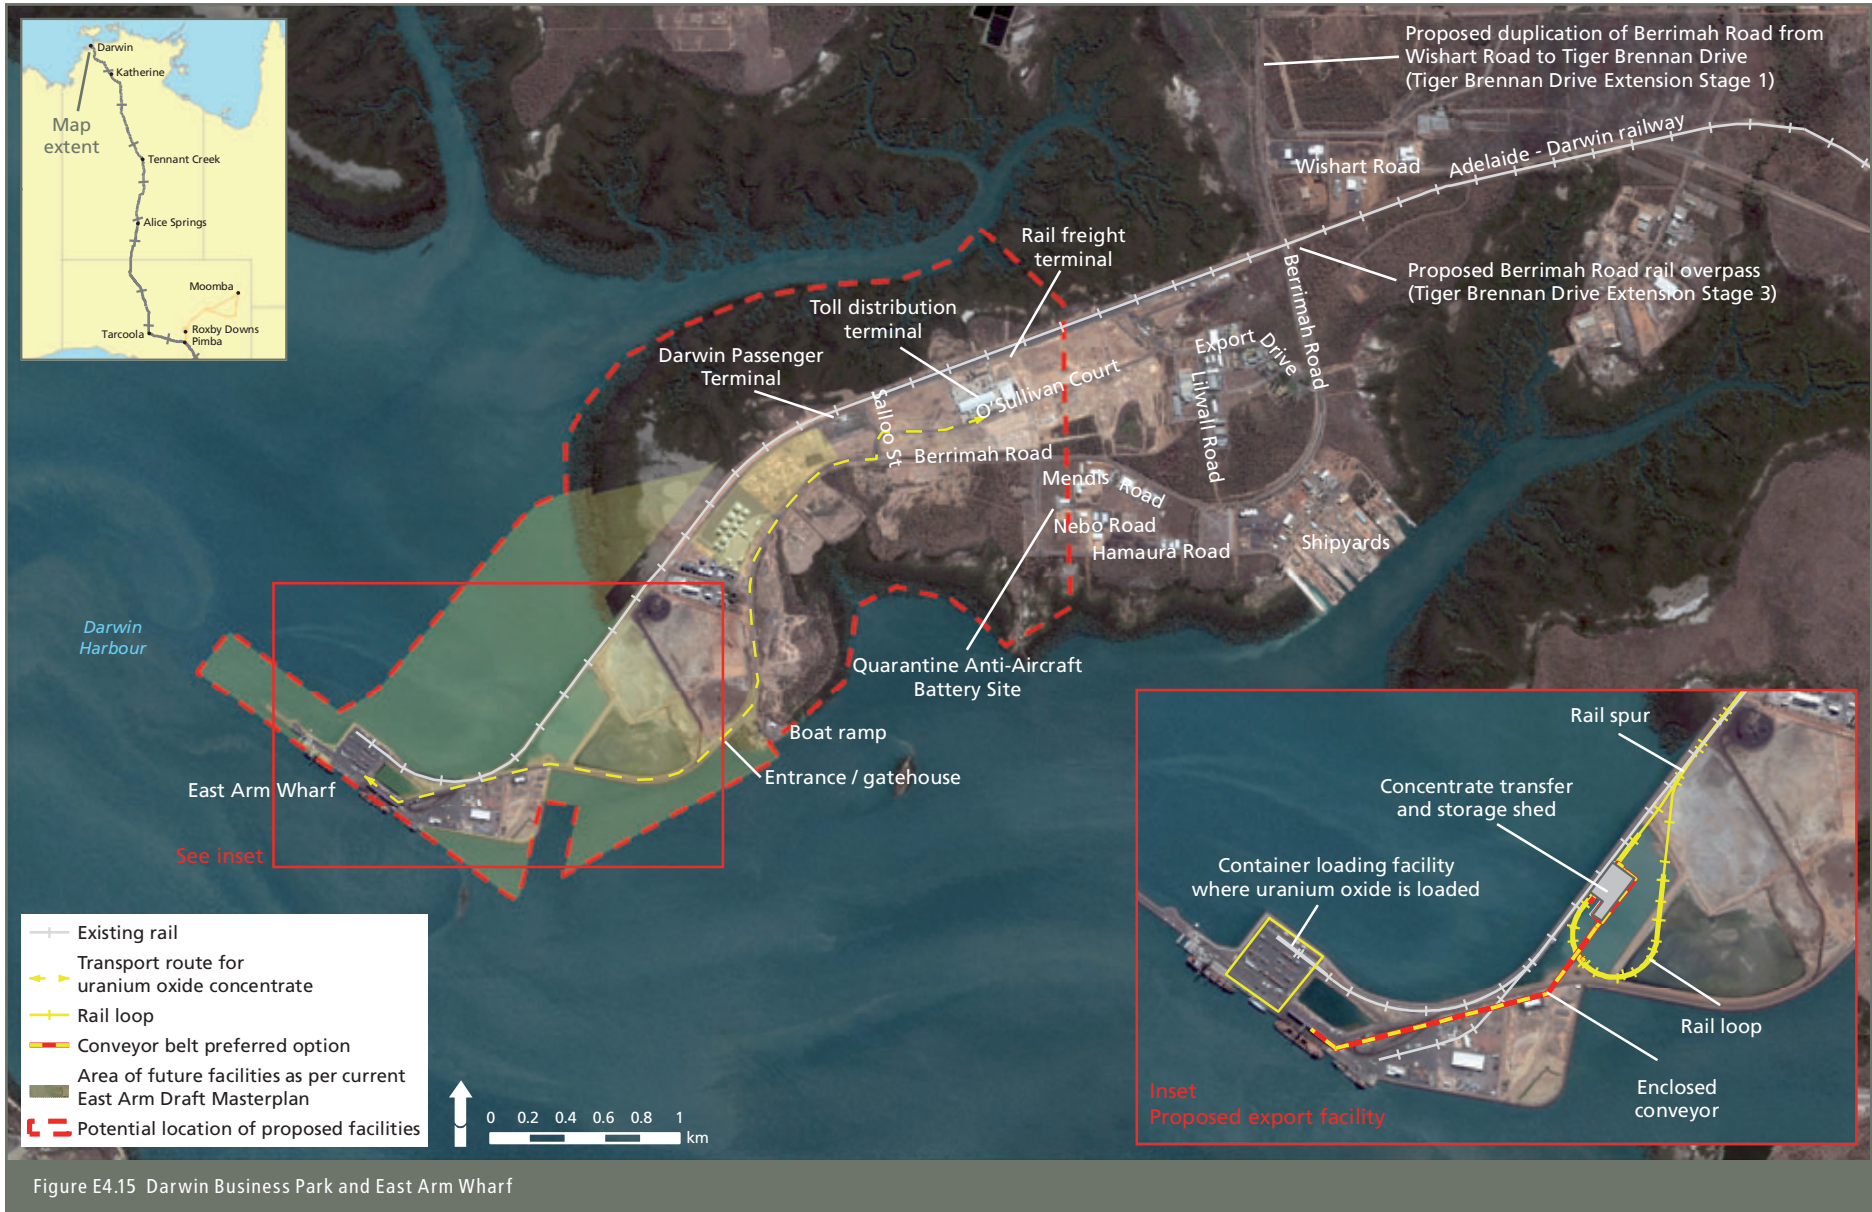 Darwin
Katherine
Map
extent
Tennant Creek
Alice Springs
Moomba
Tarcoola
Roxby Downs
Pimba
Proposed duplication of Berrimah Road from
Wishart Road to Tiger Brennan Drive
(Tiger Brennan Drive Extension Stage 1)
Wishart Road
Adelaide - Darwin railway
Rail freight
terminal
Proposed Berrimah Road rail overpass
(Tiger Brennan Drive Extension Stage 3)
Berrimah Road
Toll distribution
terminal
Export Drive
Darwin Passenger
Terminal
O'Sullivan Court
Salloo St
Lilwall Road
Berrimah Road
Mendis Road
Nebo Road
Hamaura Road
Shipyards
Darwin
Harbour
Quarantine Anti-Aircraft
Battery Site
Boat ramp
Entrance / gatehouse
East Arm Wharf
See inset
Rail spur
Concentrate transfer
and storage shed
Container loading facility
where uranium oxide is loaded
Rail loop
Enclosed
conveyor
Inset
Proposed export facility
Existing rail
Transport route for
uranium oxide concentrate
Rail loop
Conveyor belt preferred option
Area of future facilities as per current
East Arm Draft Masterplan
Potential location of proposed facilities
0 0.2 0.4 0.6 0.8 1
km
Figure E4.15 Darwin Business Park and East Arm Wharf